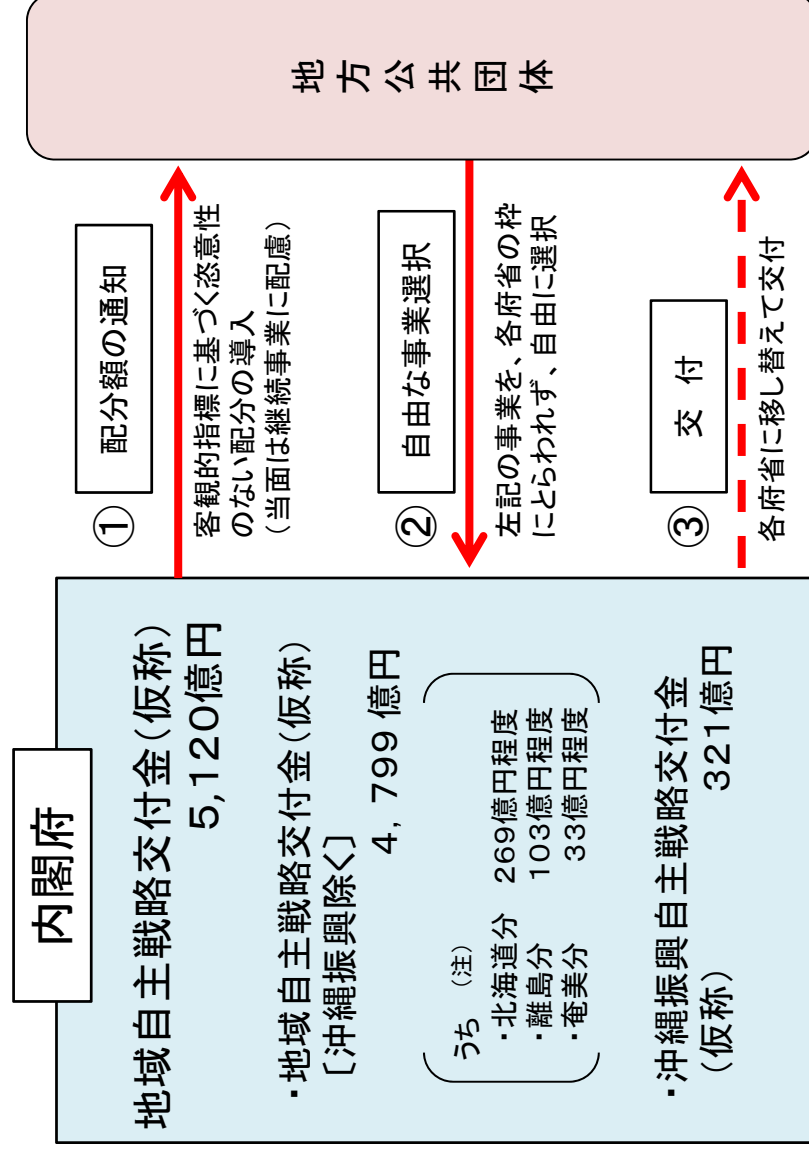 内閣府
地域自主戦略交付金(仮称)
5,120億円
・地域自主戦略交付金(仮称)
[沖縄振興除く]
4,799億円
うち (注)
・北海道分 269億円程度
・離島分 103億円程度
・奄美分 33億円程度
・沖縄振興自主戦略交付金
(仮称) 321億円
① 配分額の通知
客観的指標に基づく恣意性
のない配分の導入
(当面は継続事業に配慮)
② 自由な事業選択
左記の事業を、各府省の枠
にとらわれず、自由に選択
③ 交付
各府省に移し替えて交付
地方公共団体